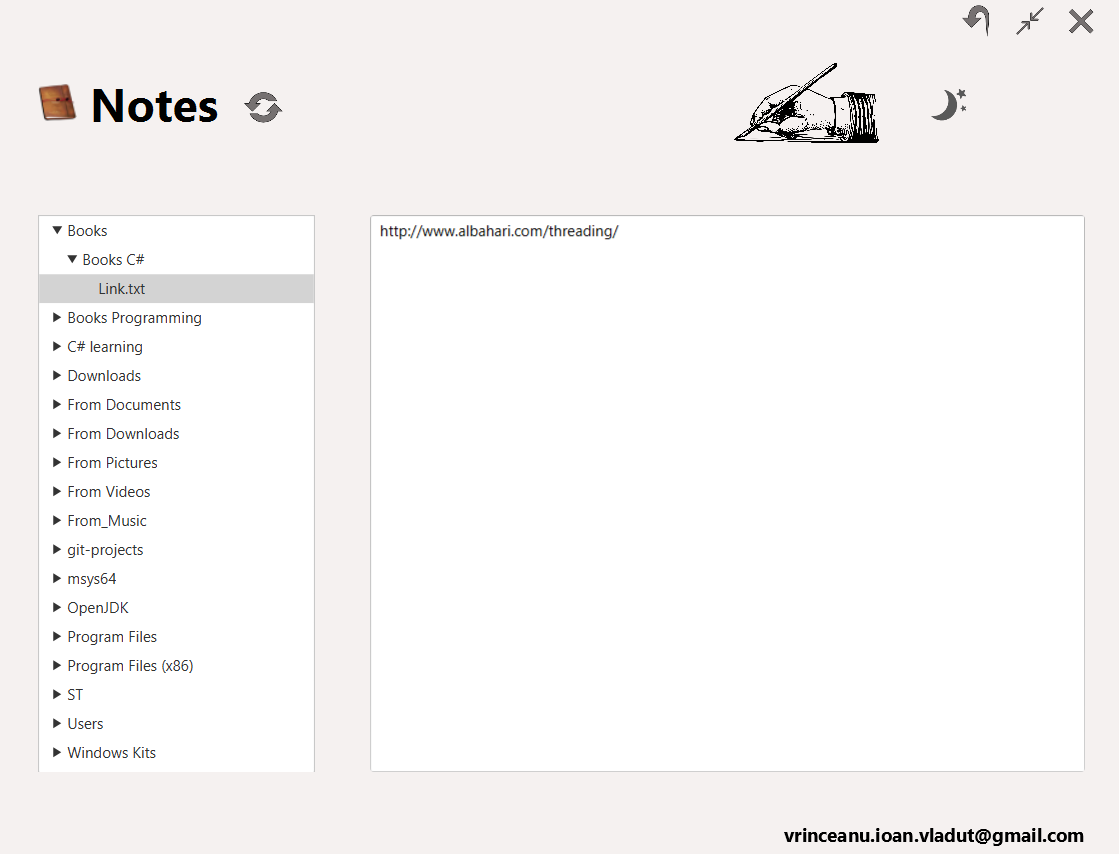 Notes
Books
Books C#
Link.txt
Books Programming
C# learning
Downloads
From Documents
From Downloads
From Pictures
From Videos
From_Music
git-projects
msys64
OpenJDK
Program Files
Program Files (x86)
ST
Users
Windows Kits
http://www.albahari.com/threading/
vrinceanu.ioan.vladut@gmail.com